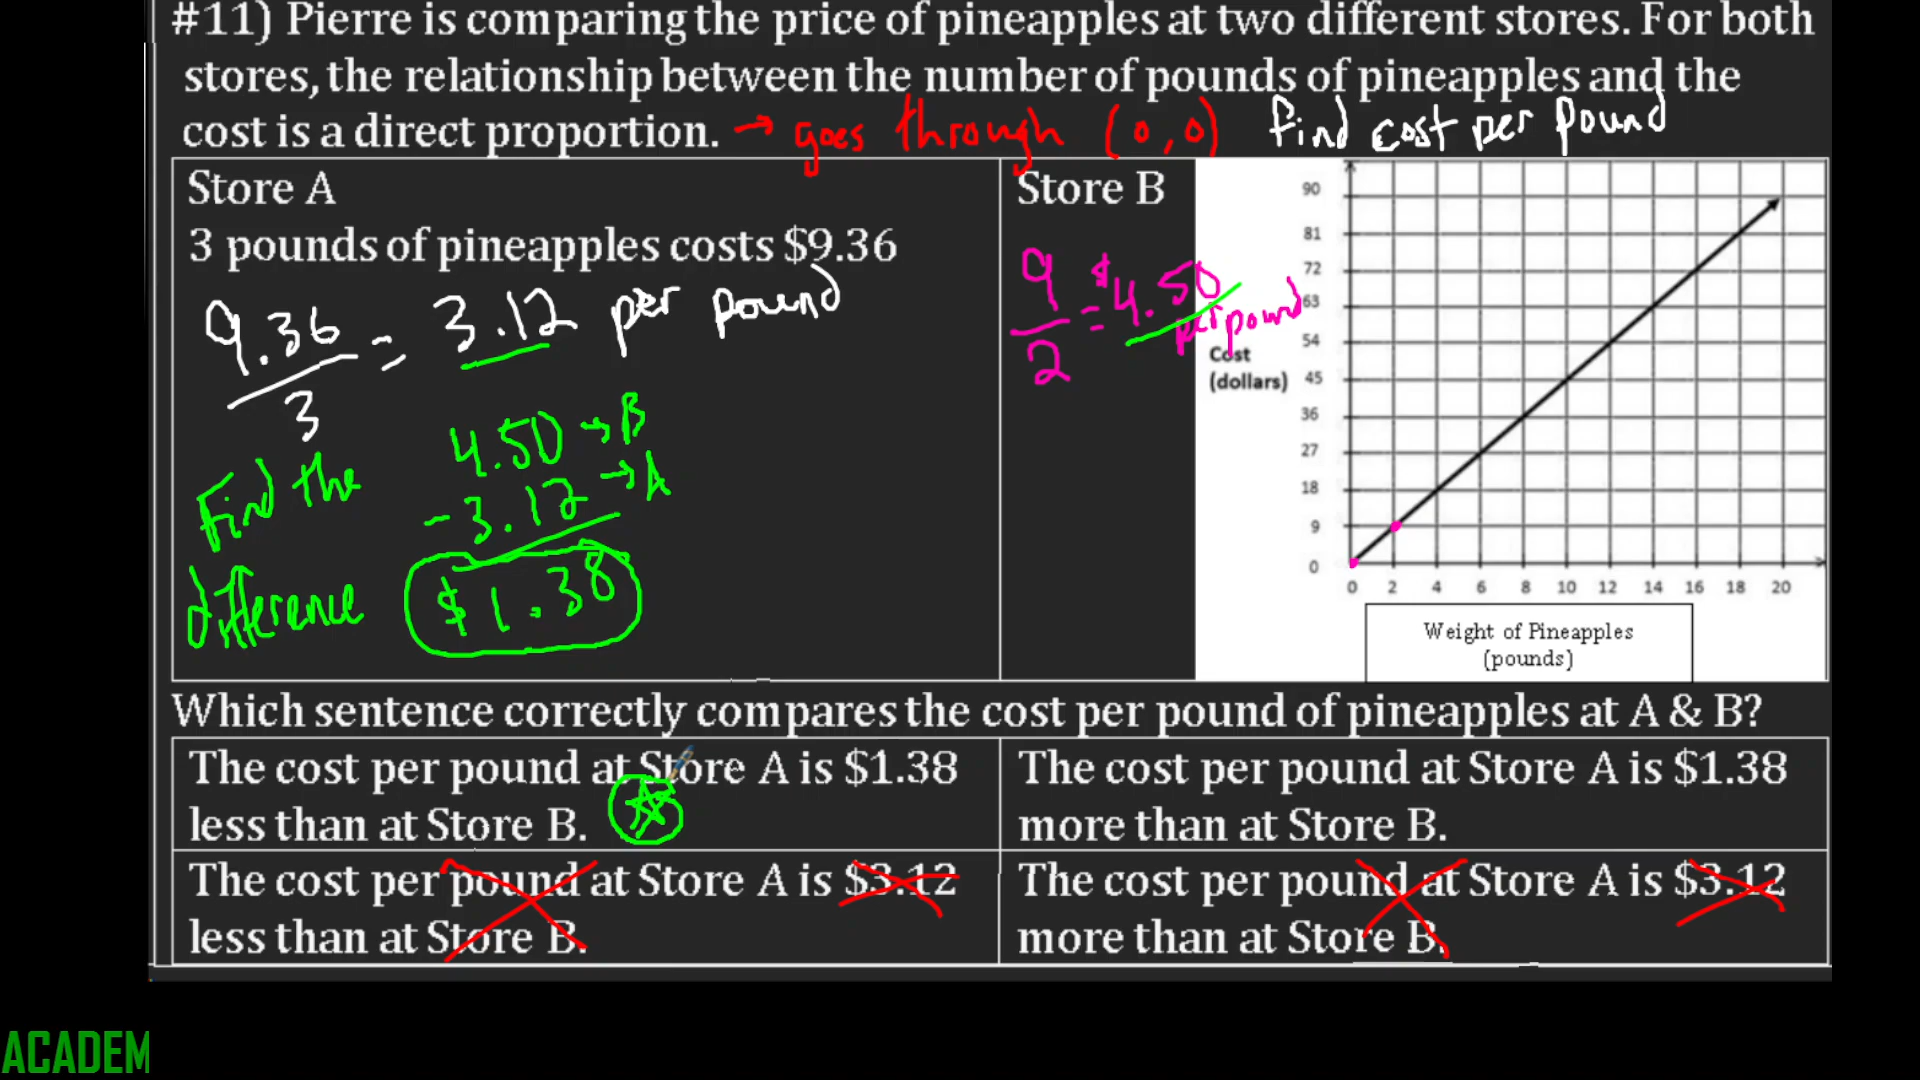 #11) Pierre is comparing the price of pineapples at two different stores. For both
stores, the relationship between the number of pounds of pineapples and the
cost is a direct proportion. → goes through (0,0) find cost per pound
Store A
3 pounds of pineapples costs $9.36
9.36
3
= 3.12 per pound
Find the
difference
4.50 → B
-3.12 → A
$1.38
Store B
9
2
= $4.50
per pound
Cost
(dollars)
90
81
72
63
54
45
36
27
18
9
0
0 2 4 6 8 10 12 14 16 18 20
Weight of Pineapples
(pounds)
Which sentence correctly compares the cost per pound of pineapples at A & B?
The cost per pound at Store A is $1.38
less than at Store B.
The cost per pound at Store A is $1.38
more than at Store B.
The cost per pound at Store A is $3.12
less than at Store B.
The cost per pound at Store A is $3.12
more than at Store B.
ACADEM